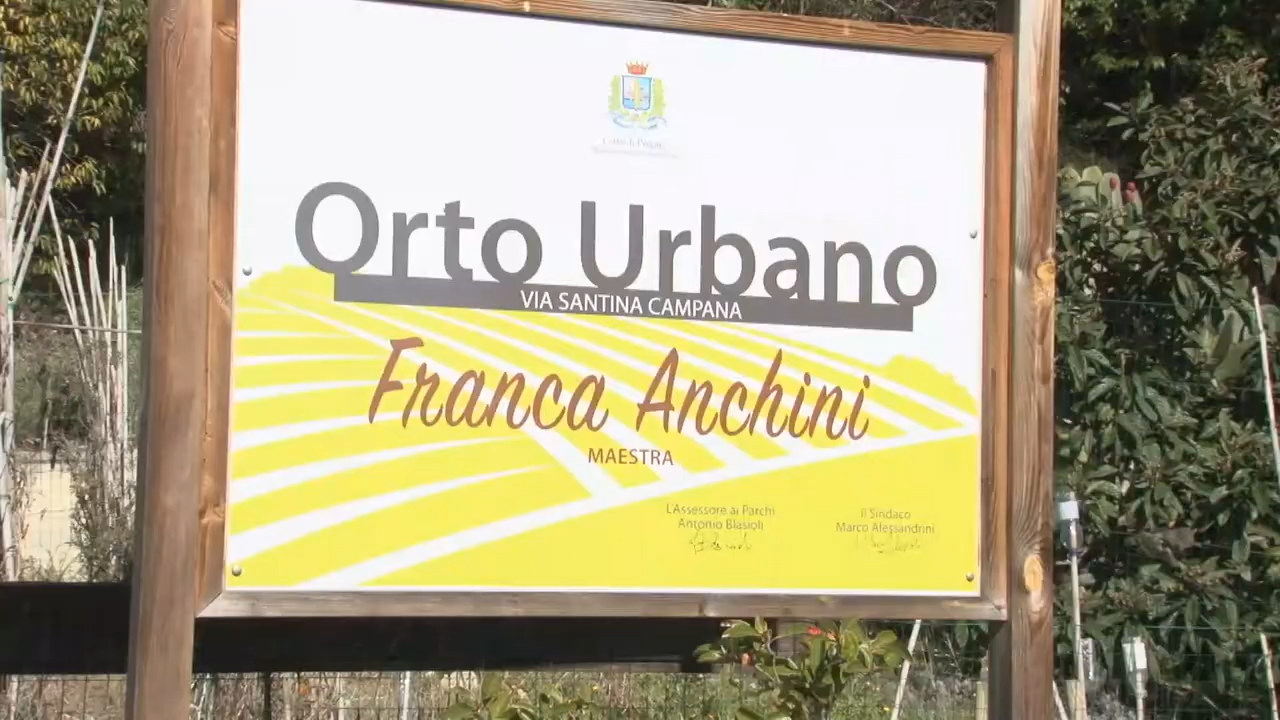 Orto Urbano
VIA SANTINA CAMPANA
Franca Anchini
MAESTRA
L'Assessore ai Parchi
Antonio Blasioli
Il Sindaco
Marco Alessandrini